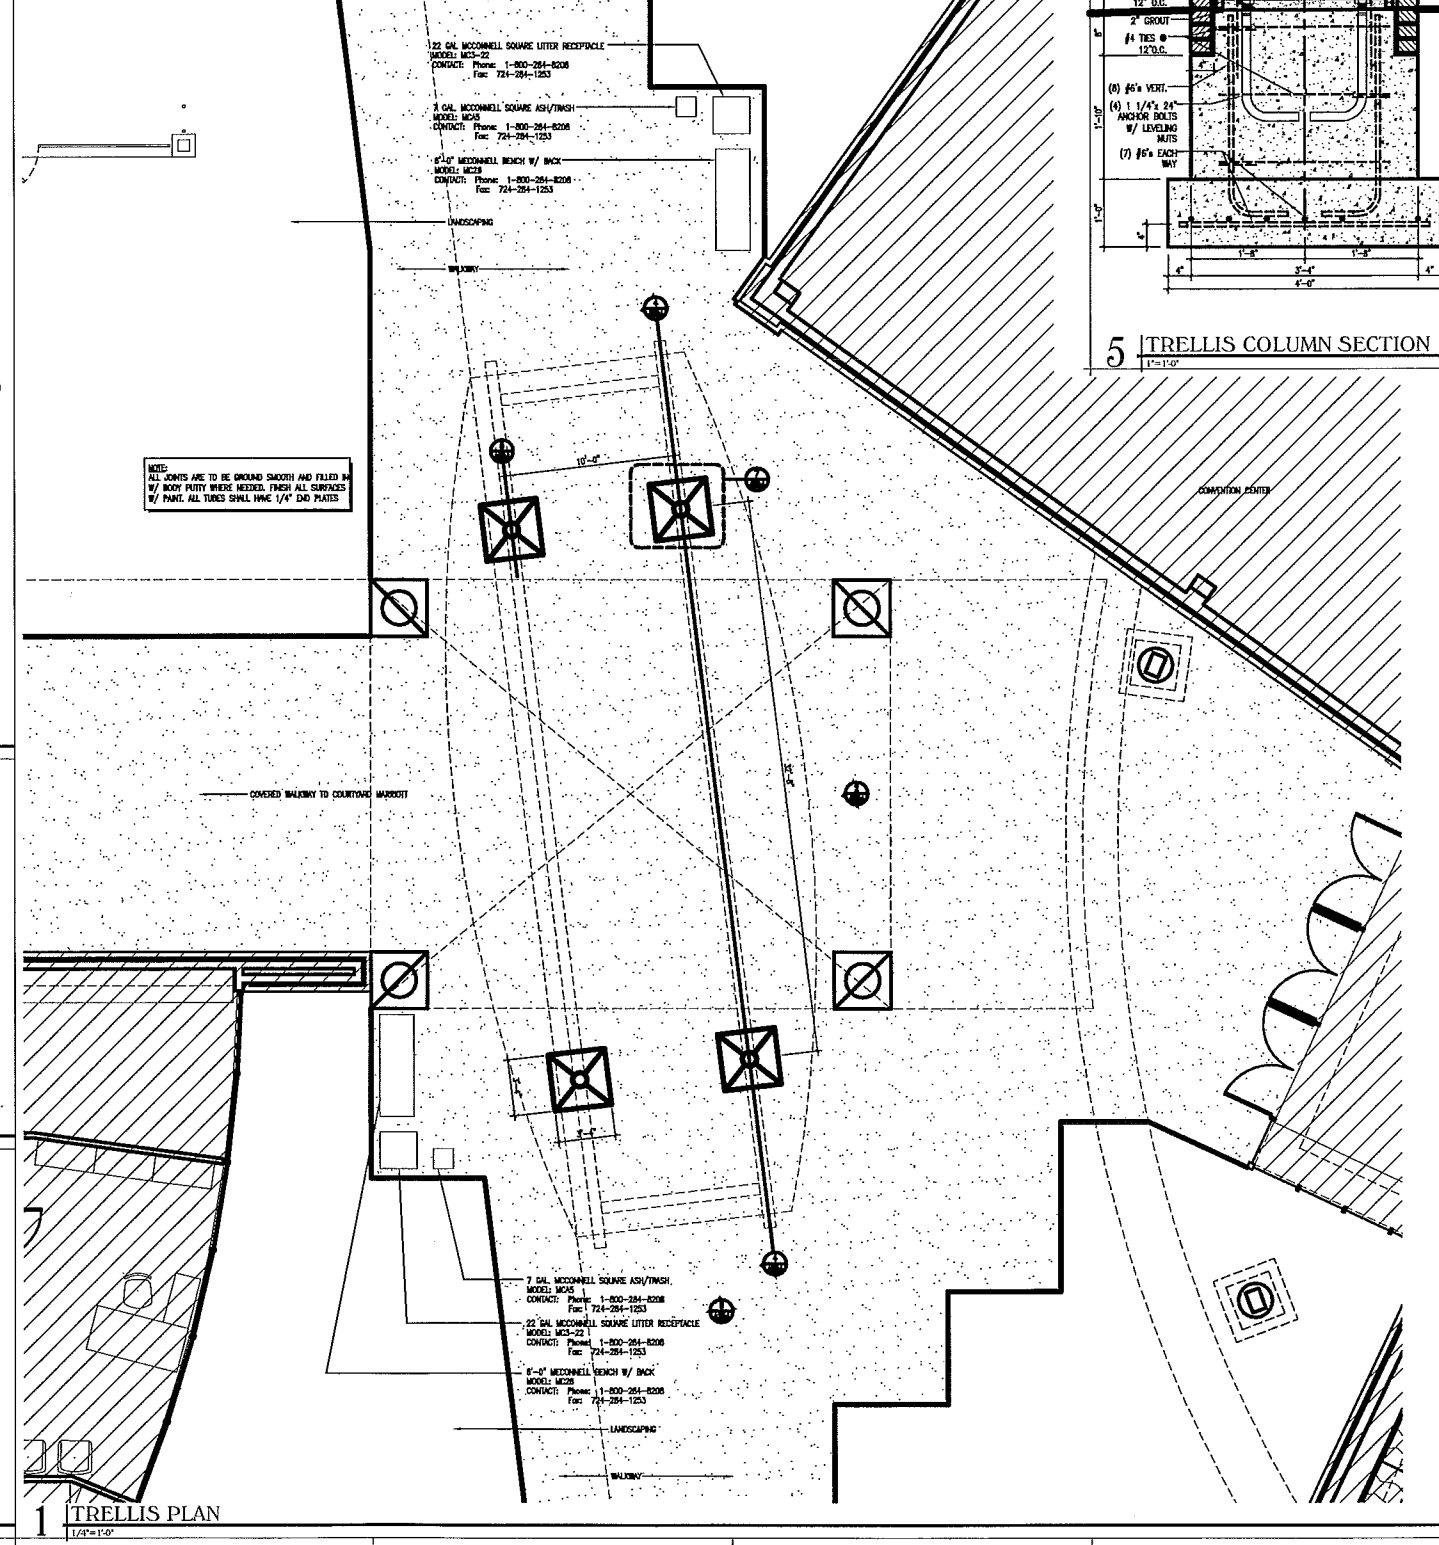 22 GAL MCCONNELL SQUARE LITTER RECEPTACLE
MODEL: MC3-22
CONTACT: Phone: 1-800-284-8208
Fax: 724-284-1253
7 GAL MCCONNELL SQUARE ASH/TRASH
MODEL: MCA5
CONTACT: Phone: 1-800-284-8208
Fax: 724-284-1253
6'-0" MECONNELL BENCH W/ BACK
MODEL: MC28
CONTACT: Phone: 1-800-284-8208
Fax: 724-284-1253
LANDSCAPING
WALKWAY
12" O.C.
2" GROUT
#4 TIES @
12"O.C.
(8) #6's VERT.
(4) 1 1/4"x 24"
ANCHOR BOLTS
W/ LEVELING
NUTS
(7) #6's EACH
WAY
8"
1'-10"
1'-0"
4"
1'-8"
1'-8"
4"
3'-4"
4"
4'-0"
5 TRELLIS COLUMN SECTION
1"=1'-0"
NOTE:
ALL JOINTS ARE TO BE GROUND SMOOTH AND FILLED IN
W/ BODY PUTTY WHERE NEEDED. FINISH ALL SURFACES
W/ PAINT. ALL TUBES SHALL HAVE 1/4" END PLATES
10'-0"
CONVENTION CENTER
COVERED WALKWAY TO COURTYARD MARRIOTT
7 GAL MCCONNELL SQUARE ASH/TRASH
MODEL: MCA5
CONTACT: Phone: 1-800-284-8208
Fax: 724-284-1253
22 GAL MCCONNELL SQUARE LITTER RECEPTACLE
MODEL: MC3-22
CONTACT: Phone: 1-800-284-8208
Fax: 724-284-1253
6'-0" MECONNELL BENCH W/ BACK
MODEL: MC28
CONTACT: Phone: 1-800-284-8208
Fax: 724-284-1253
LANDSCAPING
WALKWAY
1 TRELLIS PLAN
1/4"=1'-0"